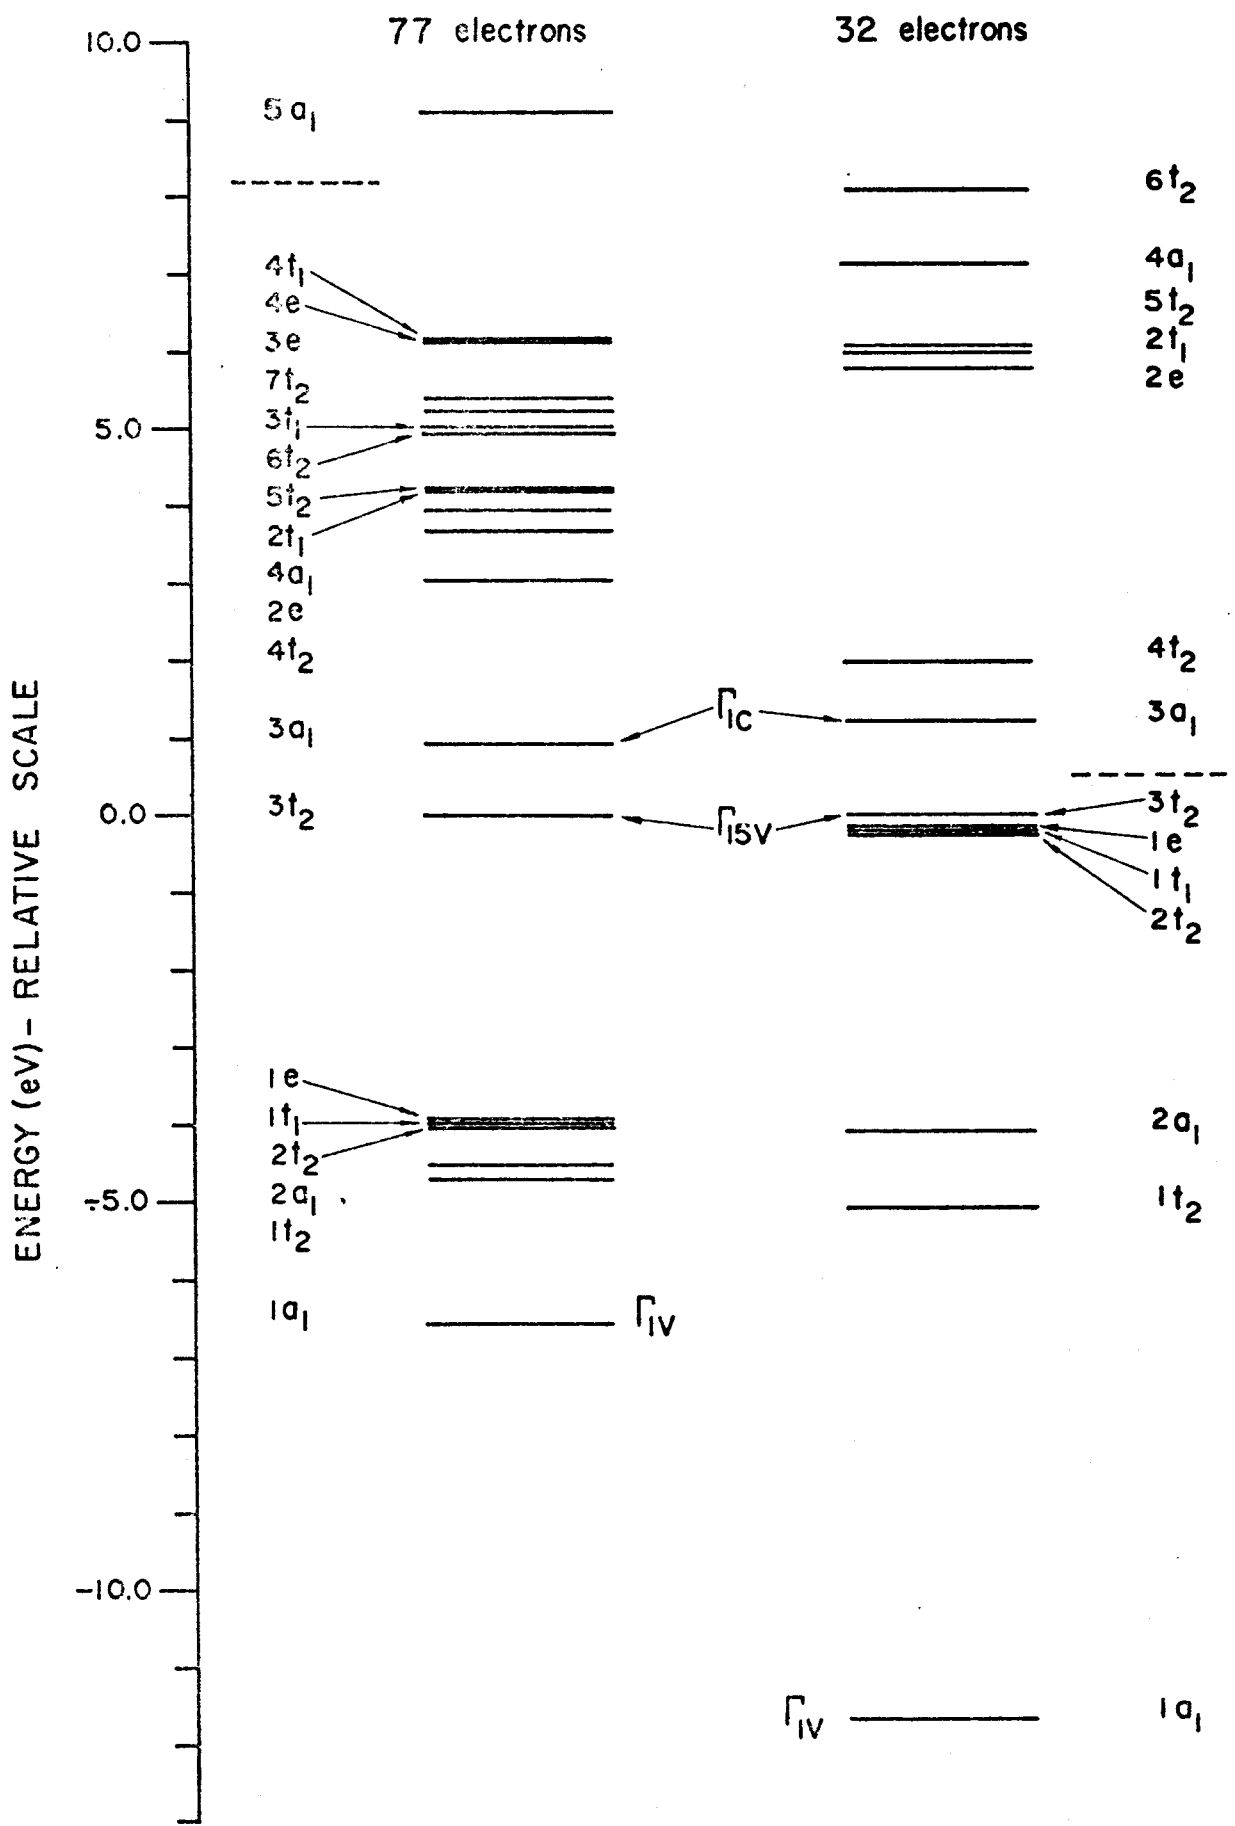 77 electrons
32 electrons
10.0
5.0
0.0
-5.0
-10.0
ENERGY (eV) - RELATIVE SCALE
5a1
4t1
4e
3e
7t2
3t1
6t2
5t2
2t1
4a1
2e
4t2
3a1
3t2
1e
1t1
2t2
2a1
1t2
1a1
Γ1C
Γ15V
Γ1V
Γ1V
6t2
4a1
5t2
2t1
2e
4t2
3a1
3t2
1e
1t1
2t2
2a1
1t2
1a1